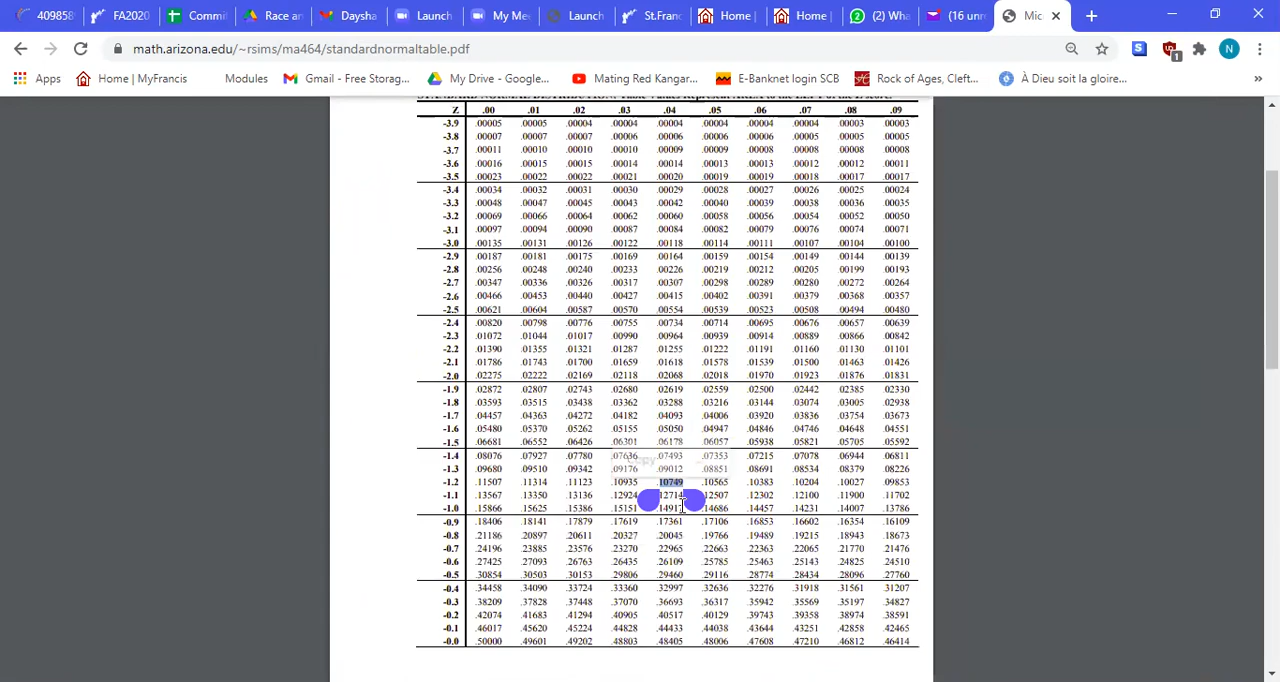 409859 FA2020 Commit Race an Daysha Launch My Me Launch St.Franc Home | Home | (2) Wha (16 unr Mic
math.arizona.edu/~rsims/ma464/standardnormaltable.pdf
Apps Home | MyFrancis Modules Gmail - Free Storag... My Drive - Google... Mating Red Kangar... E-Banknet login SCB Rock of Ages, Cleft... À Dieu soit la gloire...
STANDARD NORMAL DISTRIBUTION: Table Values Represent AREA to the LEFT of the Z score.
Z .00 .01 .02 .03 .04 .05 .06 .07 .08 .09
-3.9 .00005 .00005 .00004 .00004 .00004 .00004 .00004 .00004 .00003 .00003
-3.8 .00007 .00007 .00007 .00006 .00006 .00006 .00006 .00005 .00005 .00005
-3.7 .00011 .00010 .00010 .00010 .00009 .00009 .00008 .00008 .00008 .00008
-3.6 .00016 .00015 .00015 .00014 .00014 .00013 .00013 .00012 .00012 .00011
-3.5 .00023 .00022 .00022 .00021 .00020 .00019 .00019 .00018 .00017 .00017
-3.4 .00034 .00032 .00031 .00030 .00029 .00028 .00027 .00026 .00025 .00024
-3.3 .00048 .00047 .00045 .00043 .00042 .00040 .00039 .00038 .00036 .00035
-3.2 .00069 .00066 .00064 .00062 .00060 .00058 .00056 .00054 .00052 .00050
-3.1 .00097 .00094 .00090 .00087 .00084 .00082 .00079 .00076 .00074 .00071
-3.0 .00135 .00131 .00126 .00122 .00118 .00114 .00111 .00107 .00104 .00100
-2.9 .00187 .00181 .00175 .00169 .00164 .00159 .00154 .00149 .00144 .00139
-2.8 .00256 .00248 .00240 .00233 .00226 .00219 .00212 .00205 .00199 .00193
-2.7 .00347 .00336 .00326 .00317 .00307 .00298 .00289 .00280 .00272 .00264
-2.6 .00466 .00453 .00440 .00427 .00415 .00402 .00391 .00379 .00368 .00357
-2.5 .00621 .00604 .00587 .00570 .00554 .00539 .00523 .00508 .00494 .00480
-2.4 .00820 .00798 .00776 .00755 .00734 .00714 .00695 .00676 .00657 .00639
-2.3 .01072 .01044 .01017 .00990 .00964 .00939 .00914 .00889 .00866 .00842
-2.2 .01390 .01355 .01321 .01287 .01255 .01222 .01191 .01160 .01130 .01101
-2.1 .01786 .01743 .01700 .01659 .01618 .01578 .01539 .01500 .01463 .01426
-2.0 .02275 .02222 .02169 .02118 .02068 .02018 .01970 .01923 .01876 .01831
-1.9 .02872 .02807 .02743 .02680 .02619 .02559 .02500 .02442 .02385 .02330
-1.8 .03593 .03515 .03438 .03362 .03288 .03216 .03144 .03074 .03005 .02938
-1.7 .04457 .04363 .04272 .04182 .04093 .04006 .03920 .03836 .03754 .03673
-1.6 .05480 .05370 .05262 .05155 .05050 .04947 .04846 .04746 .04648 .04551
-1.5 .06681 .06552 .06426 .06301 .06178 .06057 .05938 .05821 .05705 .05592
-1.4 .08076 .07927 .07780 .07636 .07493 .07353 .07215 .07078 .06944 .06811
Copy
-1.3 .09680 .09510 .09342 .09176 .09012 .08851 .08691 .08534 .08379 .08226
-1.2 .11507 .11314 .11123 .10935 .10749 .10565 .10383 .10204 .10027 .09853
-1.1 .13567 .13350 .13136 .12924 .12714 .12507 .12302 .12100 .11900 .11702
-1.0 .15866 .15625 .15386 .15151 .14917 .14686 .14457 .14231 .14007 .13786
-0.9 .18406 .18141 .17879 .17619 .17361 .17106 .16853 .16602 .16354 .16109
-0.8 .21186 .20897 .20611 .20327 .20045 .19766 .19489 .19215 .18943 .18673
-0.7 .24196 .23885 .23576 .23270 .22965 .22663 .22363 .22065 .21770 .21476
-0.6 .27425 .27093 .26763 .26435 .26109 .25785 .25463 .25143 .24825 .24510
-0.5 .30854 .30503 .30153 .29806 .29460 .29116 .28774 .28434 .28096 .27760
-0.4 .34458 .34090 .33724 .33360 .32997 .32636 .32276 .31918 .31561 .31207
-0.3 .38209 .37828 .37448 .37070 .36693 .36317 .35942 .35569 .35197 .34827
-0.2 .42074 .41683 .41294 .40905 .40517 .40129 .39743 .39358 .38974 .38591
-0.1 .46017 .45620 .45224 .44828 .44433 .44038 .43644 .43251 .42858 .42465
-0.0 .50000 .49601 .49202 .48803 .48405 .48006 .47608 .47210 .46812 .46414